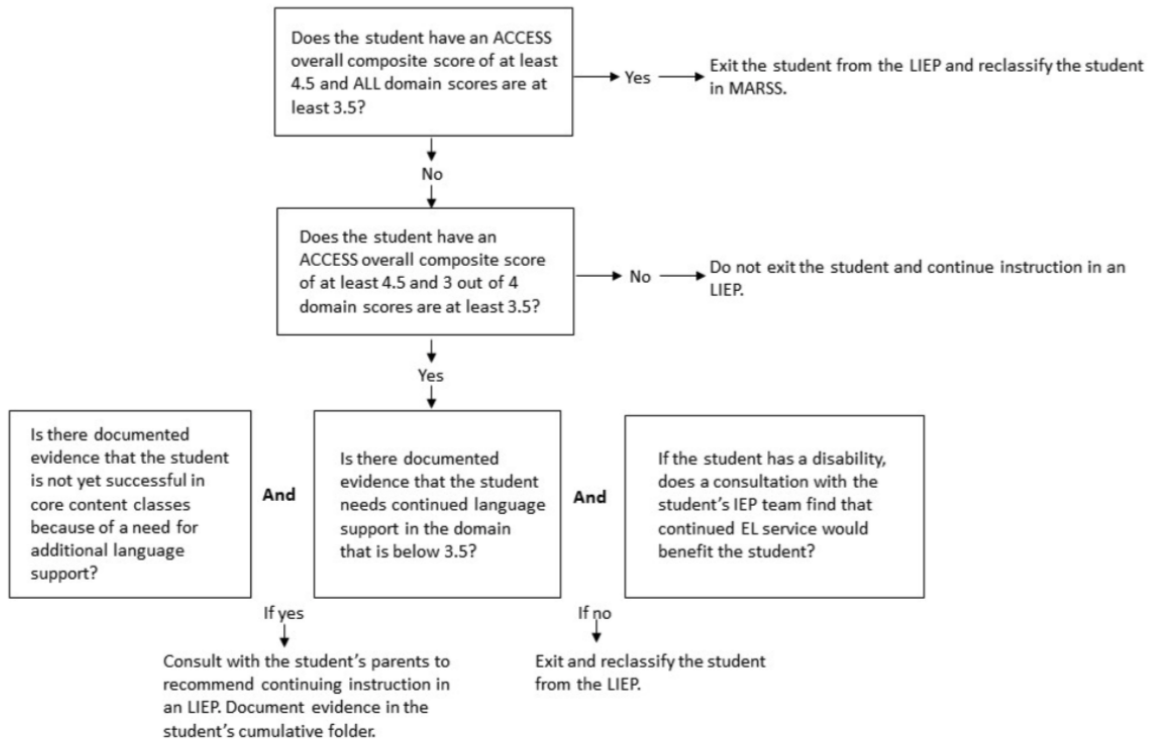 Does the student have an ACCESS
overall composite score of at least
4.5 and ALL domain scores are at
least 3.5?
Yes
Exit the student from the LIEP and reclassify the student
in MARSS.
No
Does the student have an
ACCESS overall composite score
of at least 4.5 and 3 out of 4
domain scores are at least 3.5?
No
Do not exit the student and continue instruction in an
LIEP.
Yes
Is there documented
evidence that the student
is not yet successful in
core content classes
because of a need for
additional language
support?
And
Is there documented
evidence that the student
needs continued language
support in the domain
that is below 3.5?
And
If the student has a disability,
does a consultation with the
student's IEP team find that
continued EL service would
benefit the student?
If yes
Consult with the student's parents to
recommend continuing instruction in
an LIEP. Document evidence in the
student's cumulative folder.
If no
Exit and reclassify the student
from the LIEP.